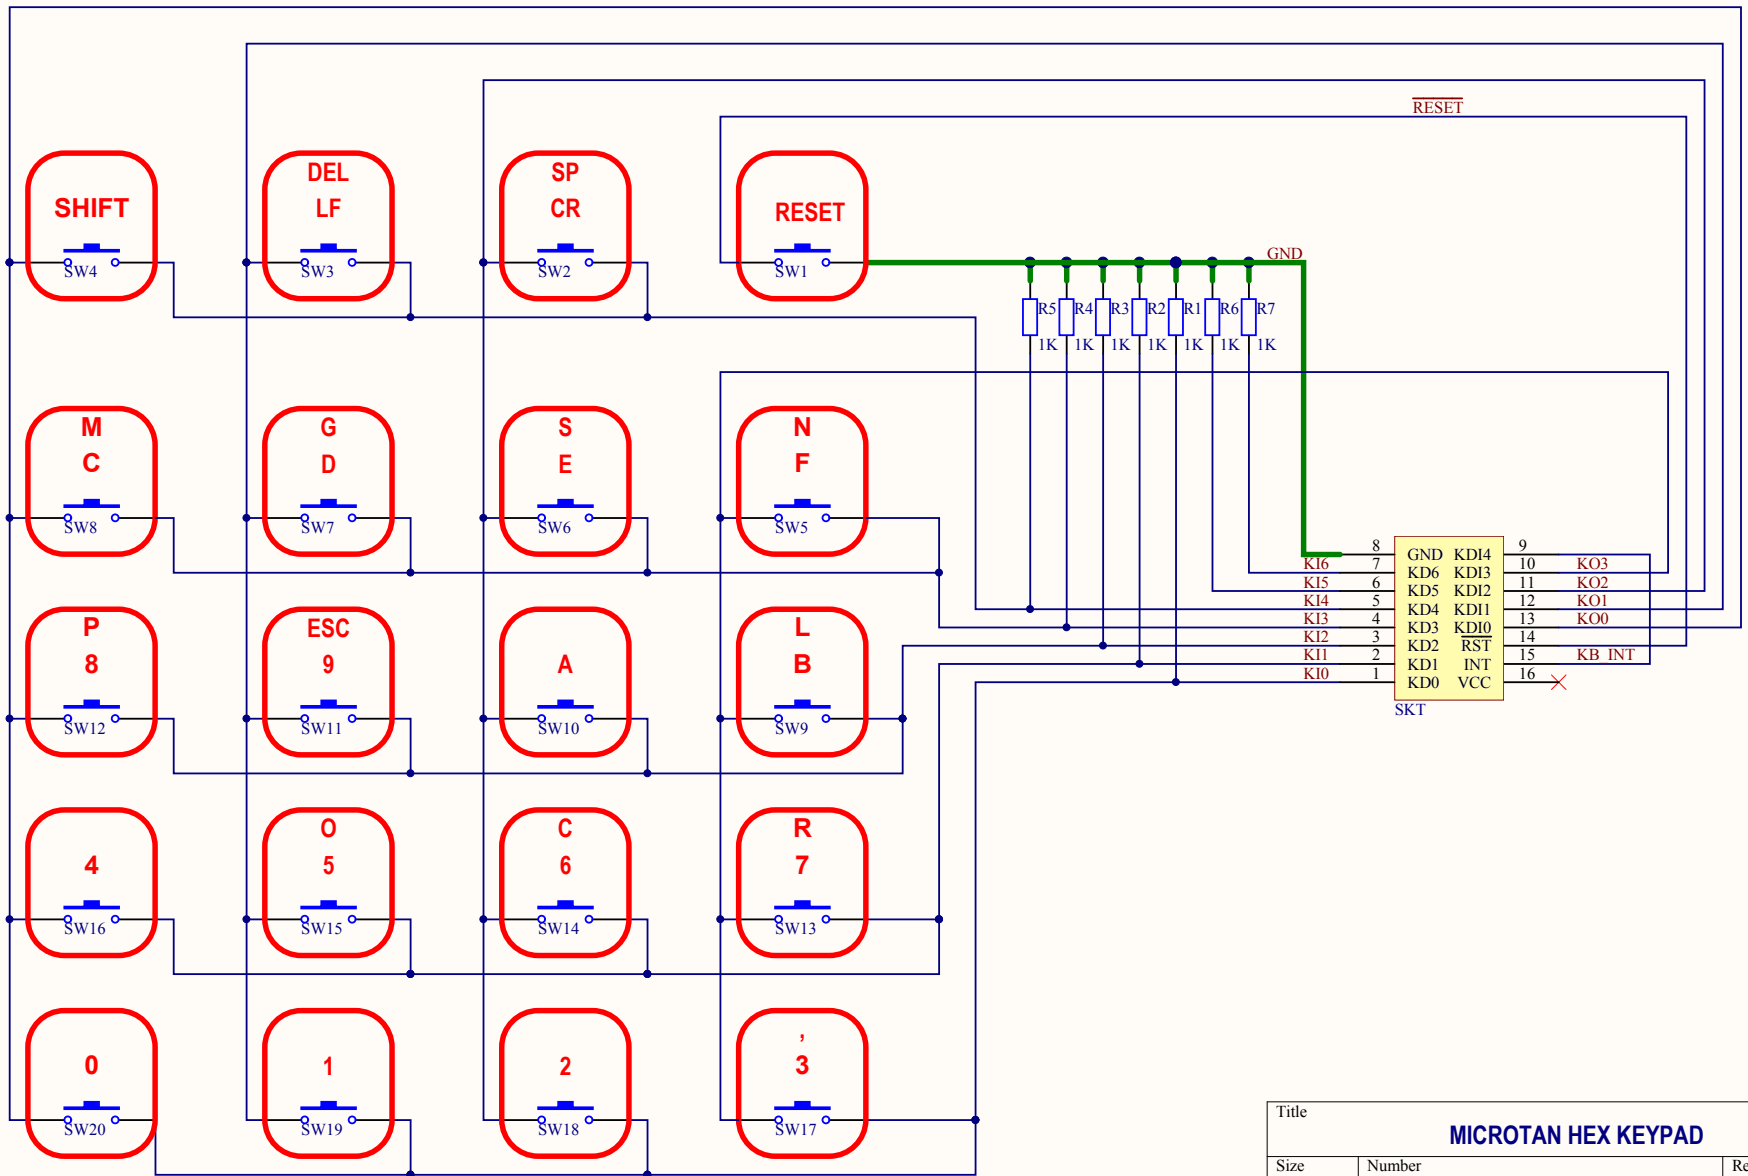 RESET
SHIFT
SW4
DEL
LF
SW3
SP
CR
SW2
RESET
SW1
GND
R5
R4
R3
R2
R1
R6
R7
1K
1K
1K
1K
1K
1K
1K
M
C
SW8
G
D
SW7
S
E
SW6
N
F
SW5
P
8
SW12
ESC
9
SW11
A
SW10
L
B
SW9
4
SW16
O
5
SW15
C
6
SW14
R
7
SW13
0
SW20
1
SW19
2
SW18
,
3
SW17
8 GND KDI4 9
KI6 7 KD6 KDI3 10 KO3
KI5 6 KD5 KDI2 11 KO2
KI4 5 KD4 KDI1 12 KO1
KI3 4 KD3 KDI0 13 KO0
KI2 3 KD2 RST 14
KI1 2 KD1 INT 15 KB INT
KI0 1 KD0 VCC 16
SKT
Title
MICROTAN HEX KEYPAD
Size Number